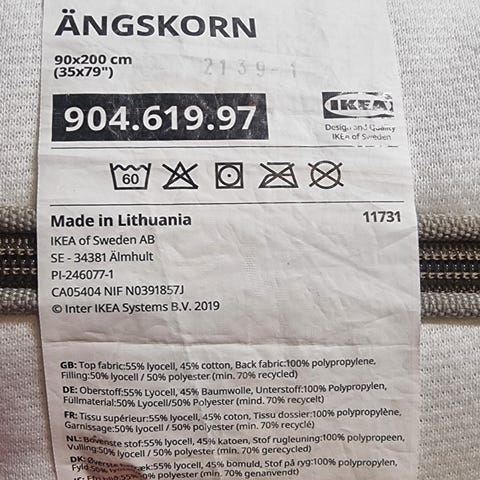 ÄNGSKORN
90x200 cm
(35x79")
2139-1
904.619.97
IKEA
Design and Quality
IKEA of Sweden
60
Made in Lithuania 11731
IKEA of Sweden AB
SE - 34381 Älmhult
PI-246077-1
CA05404 NIF N0391857J
© Inter IKEA Systems B.V. 2019
GB: Top fabric:55% lyocell, 45% cotton, Back fabric:100% polypropylene,
Filling:50% lyocell / 50% polyester (min. 70% recycled)
DE: Oberstoff:55% Lyocell, 45% Baumwolle, Unterstoff:100% Polypropylen,
Füllmaterial:50% Lyocell/50% Polyester (mind. 70% recycelt)
FR: Tissu supérieur:55% lyocell, 45% coton, Tissu dossier:100% polypropylène,
Garnissage:50% lyocell / 50% polyester (min. 70% recyclé)
NL: Bovenste stof:55% lyocell, 45% katoen, Stof rugleuning:100% polypropeen,
Vulling:50% lyocell / 50% polyester (min. 70% gerecycled)
DK: Øverste 55% lyocell, 45% bomuld, Stof på ryg:100% polypropylen,
Fyld:50% 50% polyester (min. 70% genanvendt)